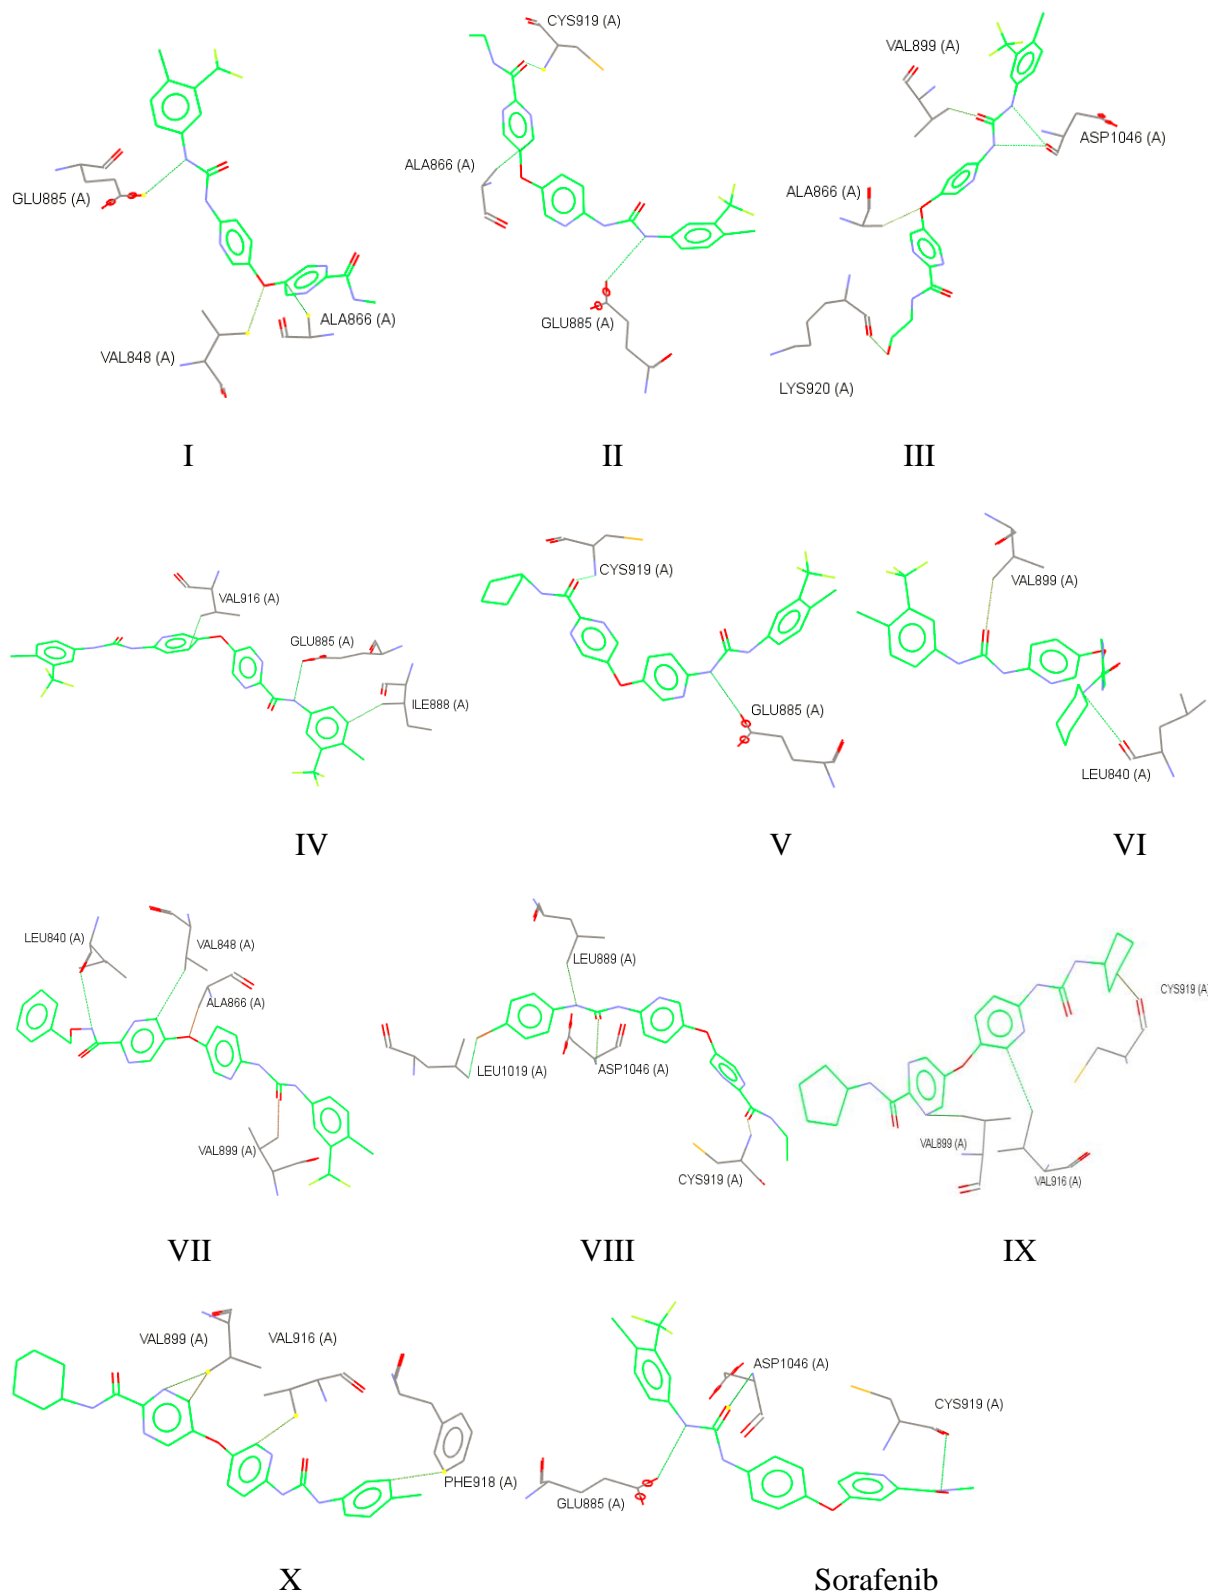 CYS919 (A)
VAL899 (A)
ASP1046 (A)
GLU885 (A)
ALA866 (A)
ALA866 (A)
ALA866 (A)
VAL848 (A)
GLU885 (A)
LYS920 (A)
I
II
III
VAL916 (A)
GLU885 (A)
ILE888 (A)
CYS919 (A)
GLU885 (A)
VAL899 (A)
LEU840 (A)
IV
V
VI
LEU840 (A)
VAL848 (A)
ALA866 (A)
VAL899 (A)
LEU889 (A)
LEU1019 (A)
ASP1046 (A)
CYS919 (A)
CYS919 (A)
VAL899 (A)
VAL916 (A)
VII
VIII
IX
VAL899 (A)
VAL916 (A)
PHE918 (A)
ASP1046 (A)
CYS919 (A)
GLU885 (A)
X
Sorafenib